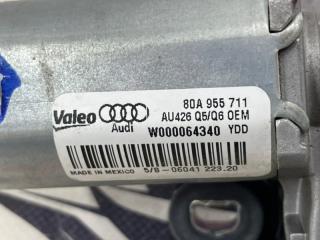 Valeo
Audi
80A 955 711
AU426 Q5/Q6 OEM
W000064340 YDD
MADE IN MEXICO 5/8 -06041 223.20